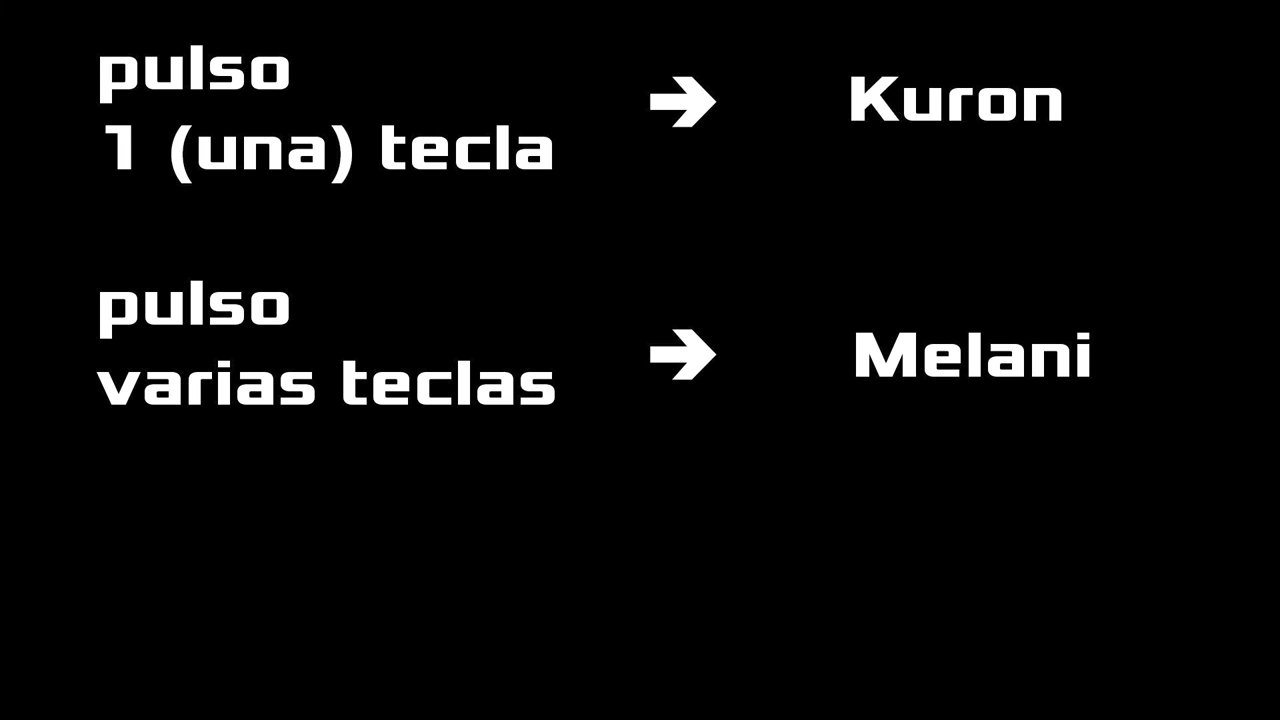 pulso
1 (una) tecla
➔
Kuron
pulso
varias teclas
➔
Melani